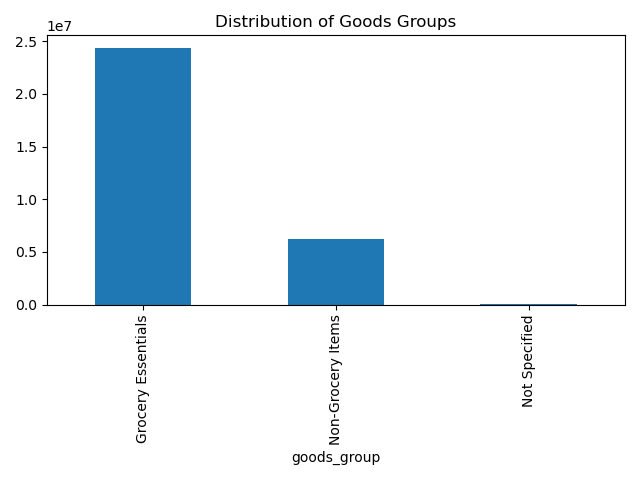 Distribution of Goods Groups
1e7
2.5
2.0
1.5
1.0
0.5
0.0
Grocery Essentials
Non-Grocery Items
Not Specified
goods_group